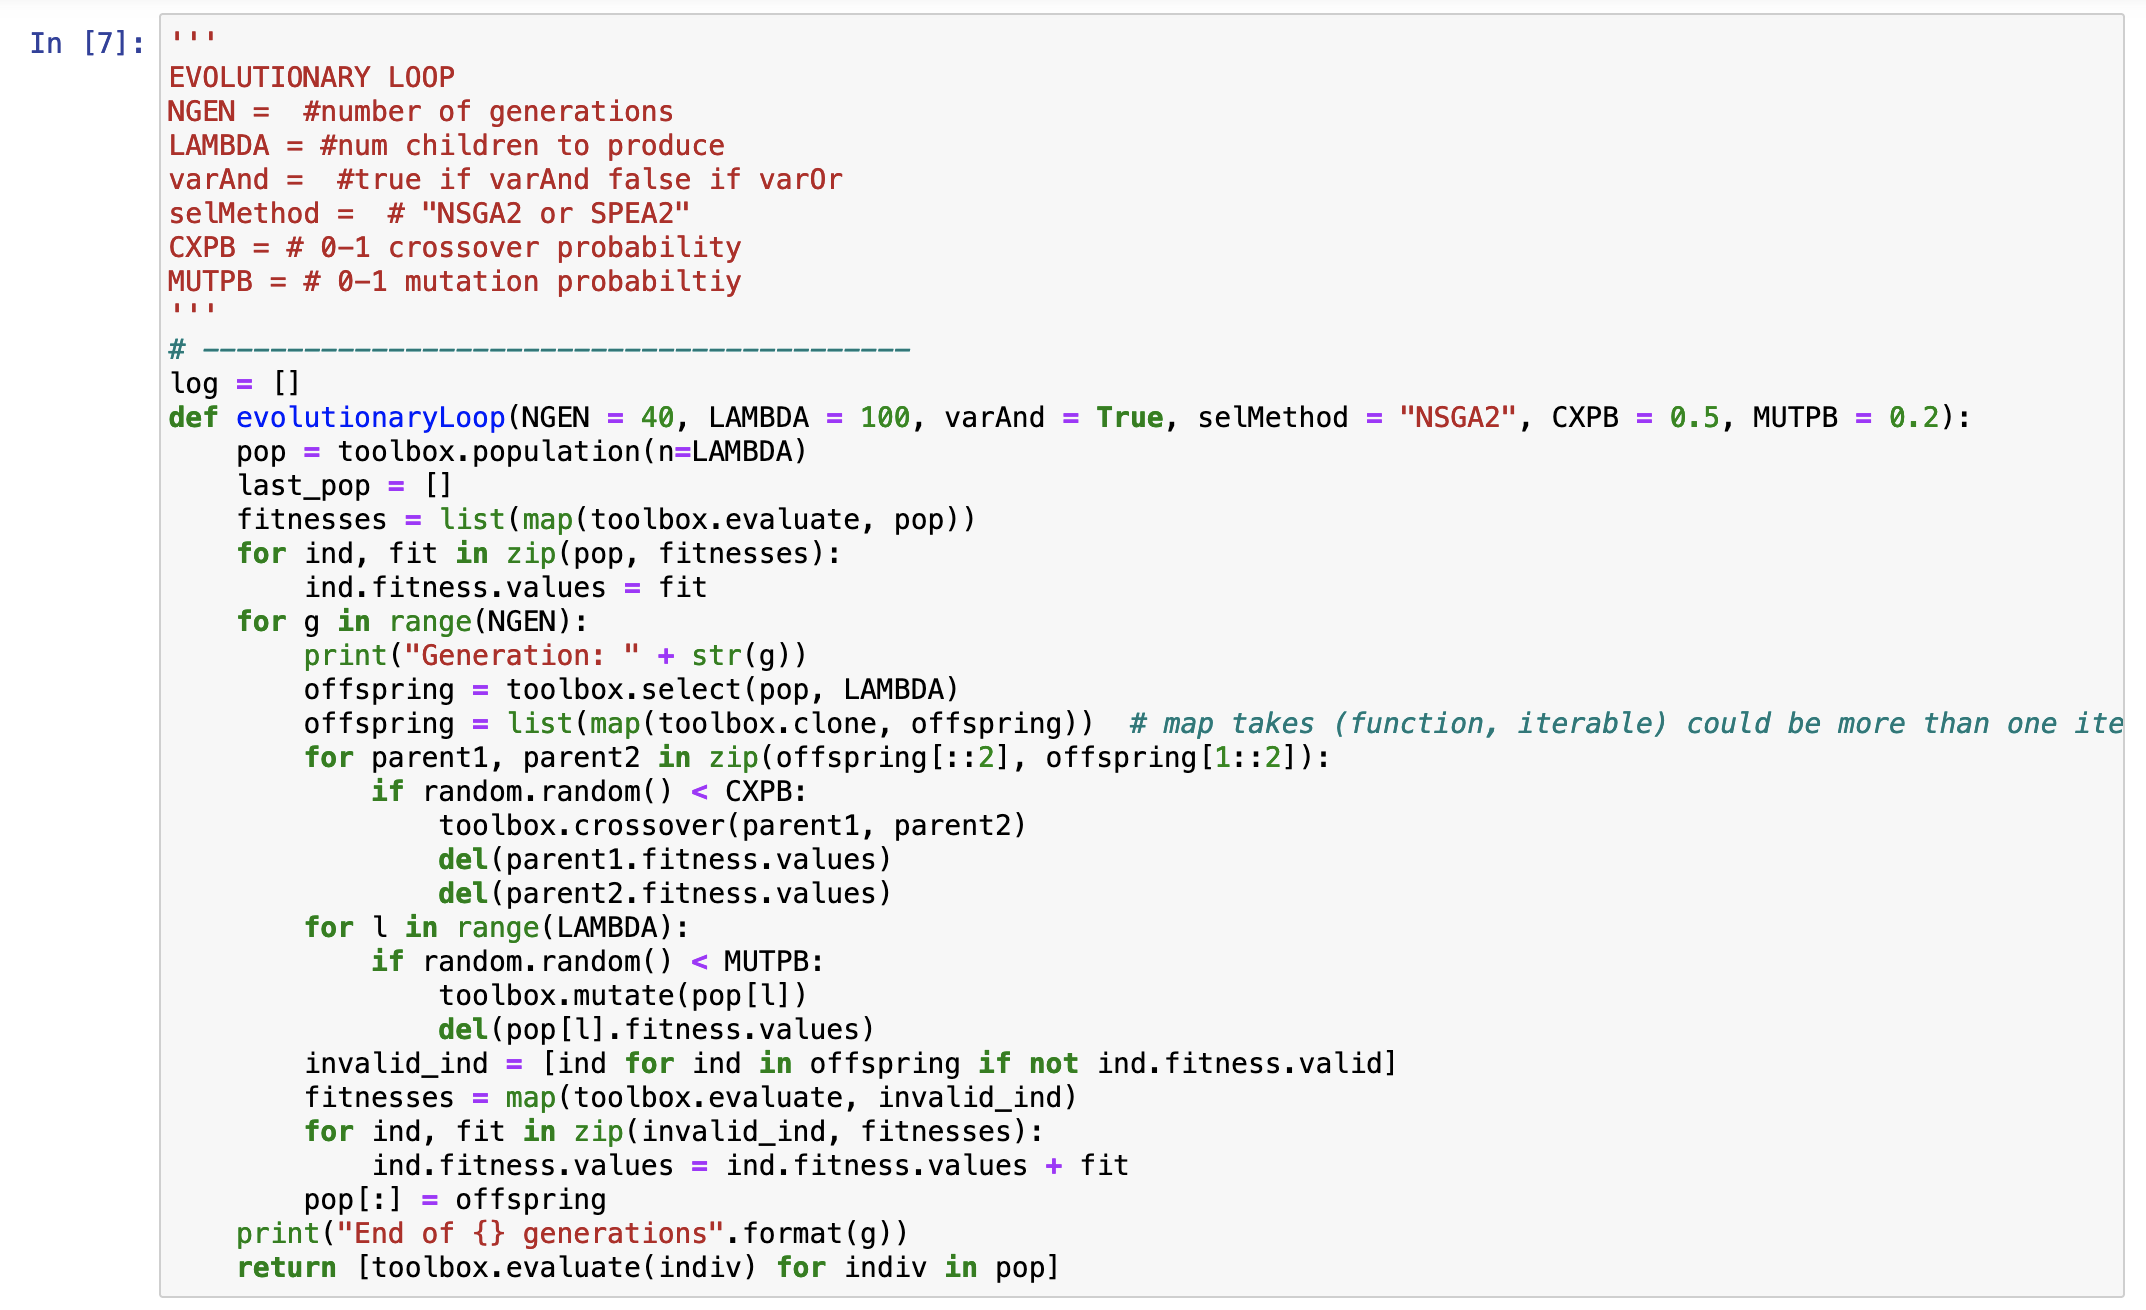 In [7]:
'''
EVOLUTIONARY LOOP
NGEN =  #number of generations
LAMBDA = #num children to produce
varAnd =  #true if varAnd false if varOr
selMethod =  # "NSGA2 or SPEA2"
CXPB = # 0-1 crossover probability
MUTPB = # 0-1 mutation probabiltiy
'''
# ------------------------------------------
log = []
def evolutionaryLoop(NGEN = 40, LAMBDA = 100, varAnd = True, selMethod = "NSGA2", CXPB = 0.5, MUTPB = 0.2):
    pop = toolbox.population(n=LAMBDA)
    last_pop = []
    fitnesses = list(map(toolbox.evaluate, pop))
    for ind, fit in zip(pop, fitnesses):
        ind.fitness.values = fit
    for g in range(NGEN):
        print("Generation: " + str(g))
        offspring = toolbox.select(pop, LAMBDA)
        offspring = list(map(toolbox.clone, offspring))  # map takes (function, iterable) could be more than one ite
        for parent1, parent2 in zip(offspring[::2], offspring[1::2]):
            if random.random() < CXPB:
                toolbox.crossover(parent1, parent2)
                del(parent1.fitness.values)
                del(parent2.fitness.values)
        for l in range(LAMBDA):
            if random.random() < MUTPB:
                toolbox.mutate(pop[l])
                del(pop[l].fitness.values)
        invalid_ind = [ind for ind in offspring if not ind.fitness.valid]
        fitnesses = map(toolbox.evaluate, invalid_ind)
        for ind, fit in zip(invalid_ind, fitnesses):
            ind.fitness.values = ind.fitness.values + fit
        pop[:] = offspring
    print("End of {} generations".format(g))
    return [toolbox.evaluate(indiv) for indiv in pop]